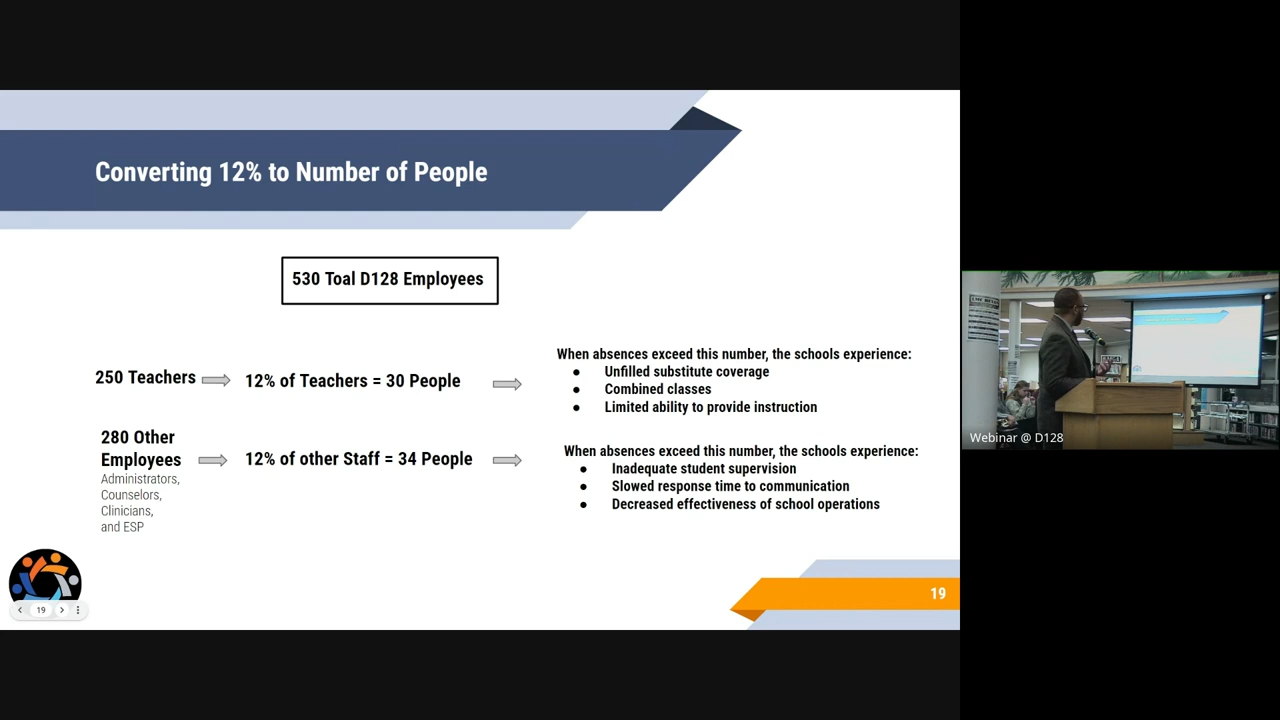 Converting 12% to Number of People
530 Toal D128 Employees
250 Teachers
12% of Teachers = 30 People
When absences exceed this number, the schools experience:
● Unfilled substitute coverage
● Combined classes
● Limited ability to provide instruction
280 Other
Employees
Administrators,
Counselors,
Clinicians,
and ESP
12% of other Staff = 34 People
When absences exceed this number, the schools experience:
● Inadequate student supervision
● Slowed response time to communication
● Decreased effectiveness of school operations
19
19
Webinar @ D128